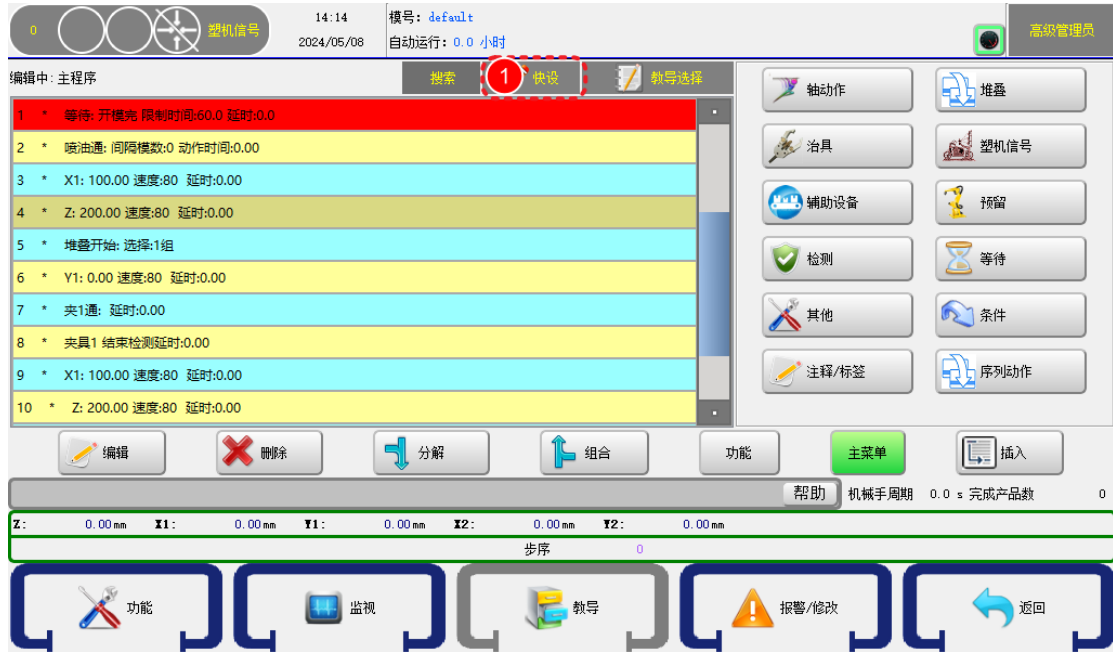 0 塑机信号
14:14
2024/05/08
模号: default
自动运行: 0.0 小时
高级管理员
编辑中: 主程序
搜索
1 快设
教导选择
1 * 等待: 开模完 限制时间:60.0 延时:0.0
2 * 喷油通: 间隔模数:0 动作时间:0.00
3 * X1: 100.00 速度:80 延时:0.00
4 * Z: 200.00 速度:80 延时:0.00
5 * 堆叠开始: 选择:1组
6 * Y1: 0.00 速度:80 延时:0.00
7 * 夹1通: 延时:0.00
8 * 夹具1 结束检测延时:0.00
9 * X1: 100.00 速度:80 延时:0.00
10 * Z: 200.00 速度:80 延时:0.00
轴动作 堆叠
治具 塑机信号
辅助设备 预留
检测 等待
其他 条件
注释/标签 序列动作
编辑 删除 分解 组合 功能 主菜单 插入
帮助 机械手周期 0.0 s 完成产品数 0
Z: 0.00mm X1: 0.00mm Y1: 0.00mm X2: 0.00mm Y2: 0.00mm
步序 0
功能 监视 教导 报警/修改 返回